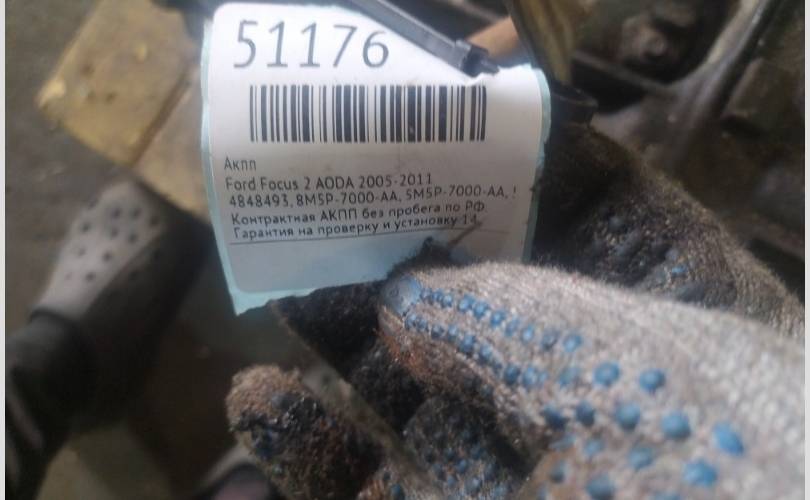 51176
Акпп
Ford Focus 2 AODA 2005-2011
4848493, 8M5P-7000-AA, 5M5P-7000-AA, !
Контрактная АКПП без пробега по РФ
Гарантия на проверку и установку 14